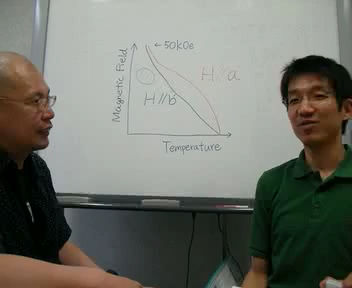 ← 50kOe
H//a
H//b
Magnetic Field
Temperature